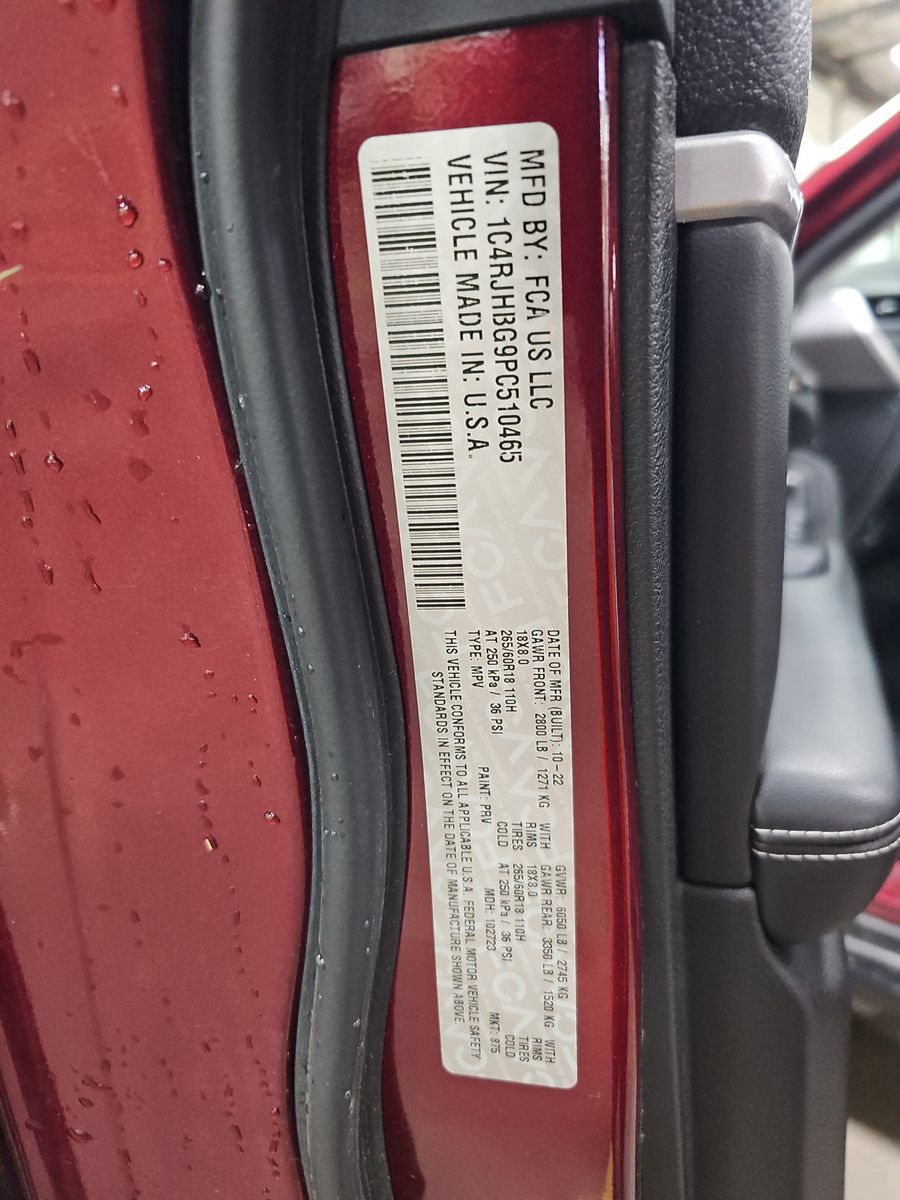 MFD BY: FCA US LLC
VIN: 1C4RJHBG9PC510465
VEHICLE MADE IN: U.S.A.
DATE OF MFR (BUILT): 10-22 GVWR: 6050 LB / 2745 KG
GAWR FRONT: 2800 LB / 1271 KG WITH GAWR REAR: 3350 LB / 1520 KG WITH
18X8.0 RIMS 18X8.0 RIMS
265/60R18 110H TIRES 265/60R18 110H TIRES
AT 250 kPa / 36 PSI COLD AT 250 kPa / 36 PSI COLD
TYPE: MPV PAINT: PRV MDH: 102723 MKT: 875
THIS VEHICLE CONFORMS TO ALL APPLICABLE U.S.A. FEDERAL MOTOR VEHICLE SAFETY
STANDARDS IN EFFECT ON THE DATE OF MANUFACTURE SHOWN ABOVE.